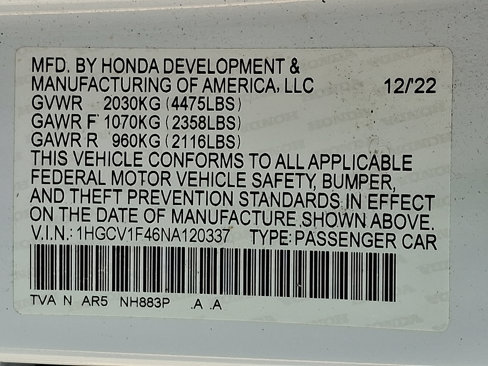 MFD. BY HONDA DEVELOPMENT &
MANUFACTURING OF AMERICA, LLC 12/'22
GVWR 2030KG (4475LBS)
GAWR F 1070KG (2358LBS)
GAWR R 960KG (2116LBS)
THIS VEHICLE CONFORMS TO ALL APPLICABLE
FEDERAL MOTOR VEHICLE SAFETY, BUMPER,
AND THEFT PREVENTION STANDARDS IN EFFECT
ON THE DATE OF MANUFACTURE SHOWN ABOVE.
V.I.N.: 1HGCV1F46NA120337 TYPE: PASSENGER CAR
TVA N AR5 NH883P .A .A